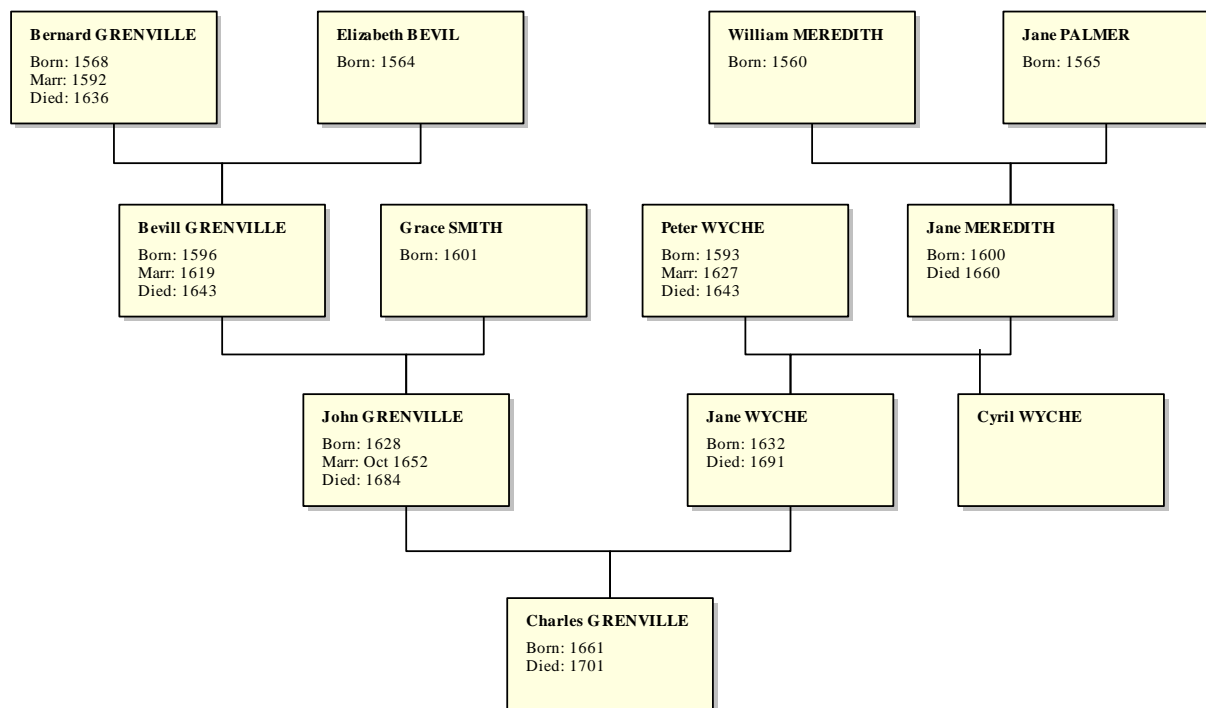 Bernard GRENVILLE
Born: 1568
Marr: 1592
Died: 1636
Elizabeth BEVIL
Born: 1564
William MEREDITH
Born: 1560
Jane PALMER
Born: 1565
Bevill GRENVILLE
Born: 1596
Marr: 1619
Died: 1643
Grace SMITH
Born: 1601
Peter WYCHE
Born: 1593
Marr: 1627
Died: 1643
Jane MEREDITH
Born: 1600
Died 1660
John GRENVILLE
Born: 1628
Marr: Oct 1652
Died: 1684
Jane WYCHE
Born: 1632
Died: 1691
Cyril WYCHE
Charles GRENVILLE
Born: 1661
Died: 1701